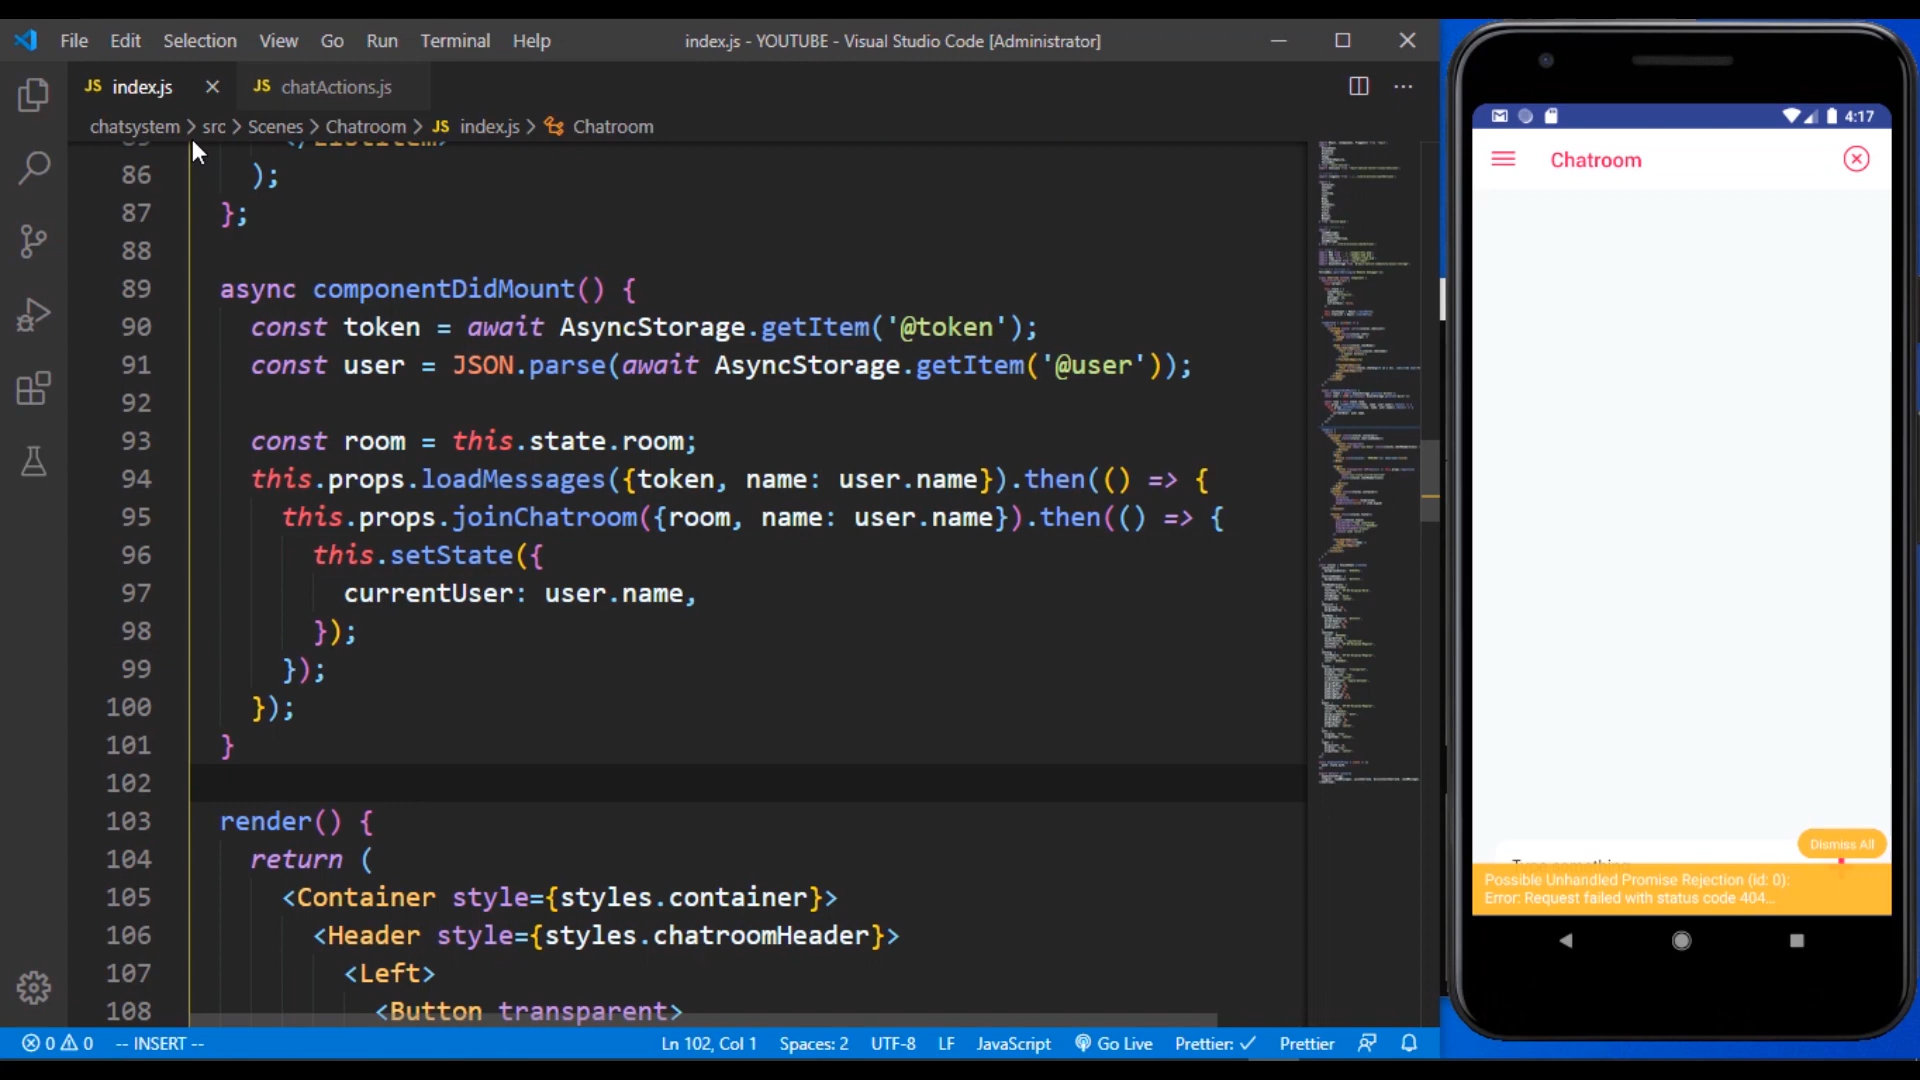 File Edit Selection View Go Run Terminal Help
index.js - YOUTUBE - Visual Studio Code [Administrator]
JS index.js
JS chatActions.js
chatsystem > src > Scenes > Chatroom > JS index.js > Chatroom
85 </ListItem>
86 );
87 };
88
89 async componentDidMount() {
90 const token = await AsyncStorage.getItem('@token');
91 const user = JSON.parse(await AsyncStorage.getItem('@user'));
92
93 const room = this.state.room;
94 this.props.loadMessages({token, name: user.name}).then(() => {
95 this.props.joinChatroom({room, name: user.name}).then(() => {
96 this.setState({
97 currentUser: user.name,
98 });
99 });
100 });
101 }
102
103 render() {
104 return (
105 <Container style={styles.container}>
106 <Header style={styles.chatroomHeader}>
107 <Left>
108 <Button transparent>
0 0 -- INSERT -- Ln 102, Col 1 Spaces: 2 UTF-8 LF JavaScript Go Live Prettier: ✓ Prettier
4:17
Chatroom
Dismiss All
Type something
Possible Unhandled Promise Rejection (id: 0):
Error: Request failed with status code 404...